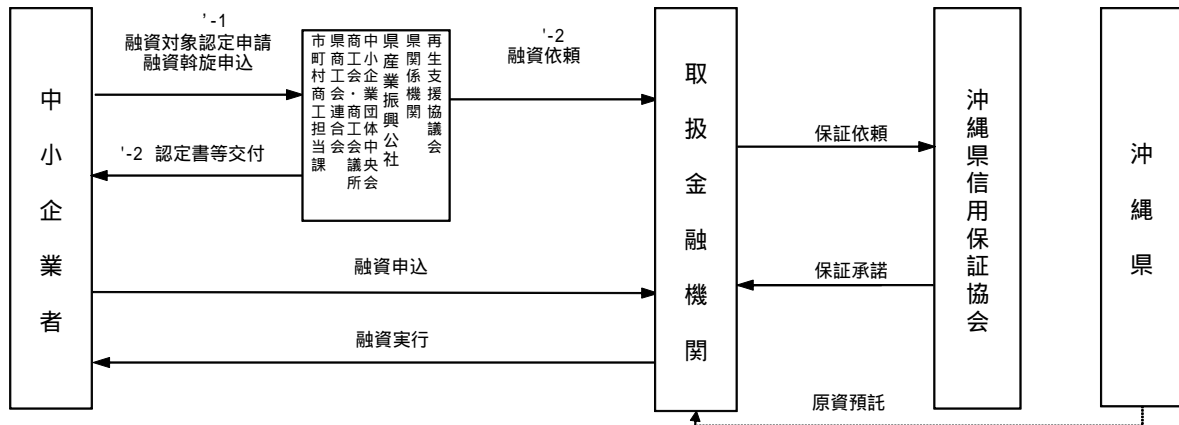 '-1
融資対象認定申請
融資斡旋申込
'-2
融資依頼
中小企業者
再生支援協議会
県関係機関
県産業振興公社
中小企業団体中央会
商工会・商工会議所
県商工会連合会
市町村商工担当課
取扱金融機関
沖縄県信用保証協会
沖縄県
保証依頼
'-2 認定書等交付
融資申込
保証承諾
融資実行
原資預託